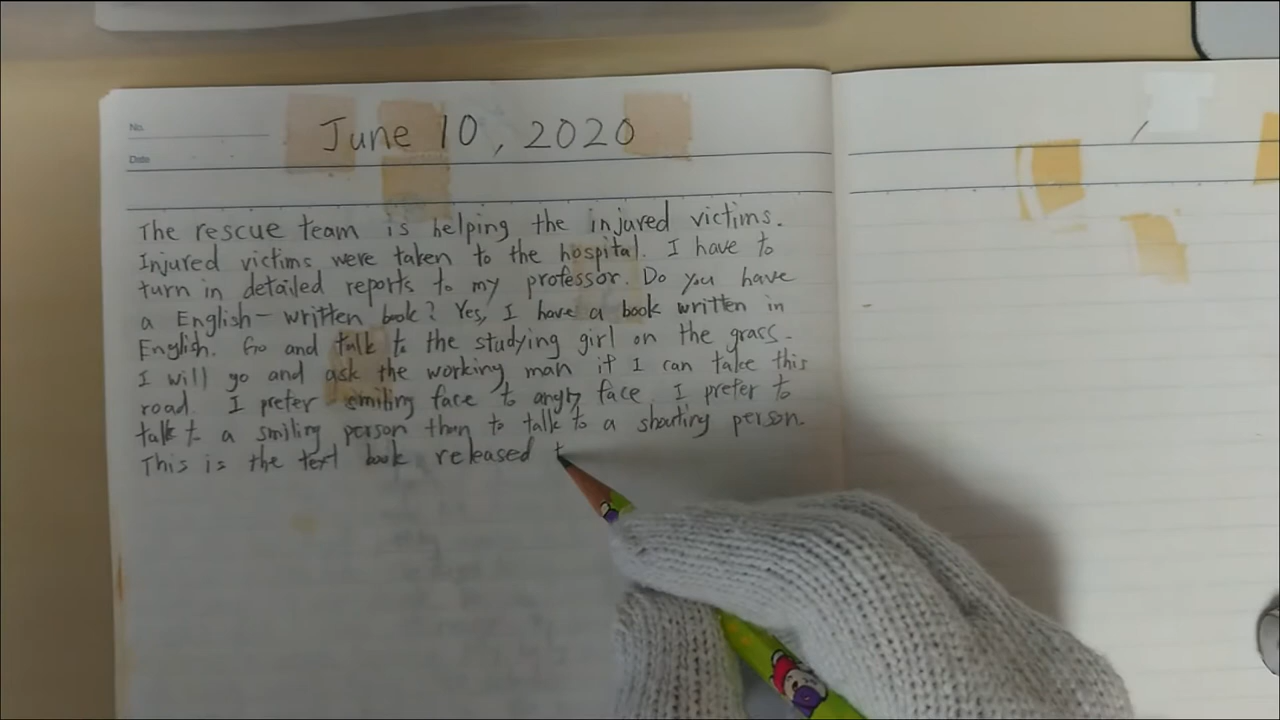 No.
Date
June 10, 2020
The rescue team is helping the injured victims.
Injured victims were taken to the hospital. I have to
turn in detailed reports to my professor. Do you have
a English-written book? Yes, I have a book written in
English. Go and talk to the studying girl on the grass.
I will go and ask the working man if I can take this
road. I prefer smiling face to angry face. I prefer to
talk to a smiling person than to talk to a shouting person.
This is the text book released t